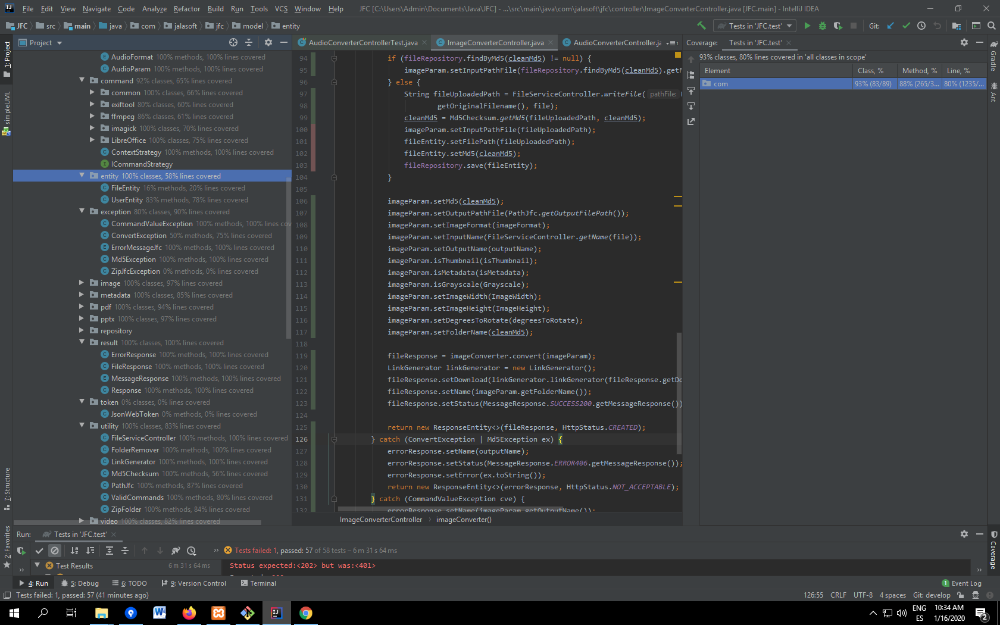 File Edit View Navigate Code Analyze Refactor Build Run Tools VCS Window Help JFC [C:\Users\Admin\Documents\Java\JFC] - ...\src\main\java\com\jalasoft\jfc\controller\ImageConverterController.java [JFC.main] - IntelliJ IDEA
JFC src main java com jalasoft jfc model entity Tests in 'JFC.test' Git:
Project
AudioConverterControllerTest.java ImageConverterController.java AudioConverterController.ja
Coverage: Tests in 'JFC.test'
1: Project
simpleUML
7: Structure
2: Favorites
AudioFormat 100% methods, 100% lines covered
AudioParam 100% methods, 100% lines covered
command 92% classes, 65% lines covered
common 100% classes, 66% lines covered
exiftool 80% classes, 60% lines covered
ffmpeg 86% classes, 61% lines covered
imagick 100% classes, 70% lines covered
LibreOffice 100% classes, 75% lines covered
ContextStrategy 100% methods, 100% lines covered
ICommandStrategy
entity 100% classes, 58% lines covered
FileEntity 16% methods, 20% lines covered
UserEntity 83% methods, 78% lines covered
exception 80% classes, 90% lines covered
CommandValueException 100% methods, 100% lines cov
ConvertException 50% methods, 75% lines covered
ErrorMessageJfc 100% methods, 100% lines covered
Md5Exception 100% methods, 100% lines covered
ZipJfcException 0% methods, 0% lines covered
image 100% classes, 97% lines covered
metadata 100% classes, 85% lines covered
pdf 100% classes, 94% lines covered
pptx 100% classes, 97% lines covered
repository
result 100% classes, 100% lines covered
ErrorResponse 100% methods, 100% lines covered
FileResponse 100% methods, 100% lines covered
MessageResponse 100% methods, 100% lines covered
Response 100% methods, 100% lines covered
token 0% classes, 0% lines covered
JsonWebToken 0% methods, 0% lines covered
utility 100% classes, 83% lines covered
FileServiceController 100% methods, 100% lines covered
FolderRemover 100% methods, 100% lines covered
LinkGenerator 100% methods, 100% lines covered
Md5Checksum 100% methods, 56% lines covered
PathJfc 100% methods, 87% lines covered
ValidCommands 100% methods, 80% lines covered
ZipFolder 100% methods, 84% lines covered
video 100% classes, 82% lines covered
94 if (fileRepository.findByMd5(cleanMd5) != null) {
95 imageParam.setInputPathFile(fileRepository.findByMd5(cleanMd5).getF
96 } else {
97 String fileUploadedPath = FileServiceController.writeFile( pathFile:
98 getOriginalFilename(), file);
99 cleanMd5 = Md5Checksum.getMd5(fileUploadedPath, cleanMd5);
100 imageParam.setInputPathFile(fileUploadedPath);
101 fileEntity.setFilePath(fileUploadedPath);
102 fileEntity.setMd5(cleanMd5);
103 fileRepository.save(fileEntity);
104 }
105
106 imageParam.setMd5(cleanMd5);
107 imageParam.setOutputPathFile(PathJfc.getOutputFilePath());
108 imageParam.setImageFormat(imageFormat);
109 imageParam.setInputName(FileServiceController.getName(file));
110 imageParam.setOutputName(outputName);
111 imageParam.isThumbnail(isThumbnail);
112 imageParam.isMetadata(isMetadata);
113 imageParam.isGrayscale(Grayscale);
114 imageParam.setImageWidth(ImageWidth);
115 imageParam.setImageHeight(ImageHeight);
116 imageParam.setDegreesToRotate(degreesToRotate);
117 imageParam.setFolderName(cleanMd5);
118
119 fileResponse = imageConverter.convert(imageParam);
120 LinkGenerator linkGenerator = new LinkGenerator();
121 fileResponse.setDownload(linkGenerator.linkGenerator(fileResponse.getDo
122 fileResponse.setName(imageParam.getFolderName());
123 fileResponse.setStatus(MessageResponse.SUCCESS200.getMessageResponse())
124
125 return new ResponseEntity<>(fileResponse, HttpStatus.CREATED);
126 } catch (ConvertException | Md5Exception ex) {
127 errorResponse.setName(outputName);
128 errorResponse.setStatus(MessageResponse.ERROR406.getMessageResponse());
129 errorResponse.setError(ex.toString());
130 return new ResponseEntity<>(errorResponse, HttpStatus.NOT_ACCEPTABLE);
131 } catch (CommandValueException cve) {
132 errorResponse.setName(imageParam.getOutputName());
ImageConverterController imageConverter()
93% classes, 80% lines covered in 'all classes in scope'
Element Class, % Method, % Line, %
com 93% (83/89) 88% (265/3... 80% (1235/...
Gradle
Ant
Coverage
Run: Tests in 'JFC.test'
Tests failed: 1, passed: 57 of 58 tests – 6 m 31 s 64 ms
Test Results 6 m 31 s 64 ms
Status expected:<202> but was:<401>
4: Run 5: Debug 6: TODO 9: Version Control Terminal 1 Event Log
Tests failed: 1, passed: 57 (41 minutes ago) 126:55 CRLF UTF-8 4 spaces Git: develop
ENG
ES
10:34 AM
1/16/2020
2